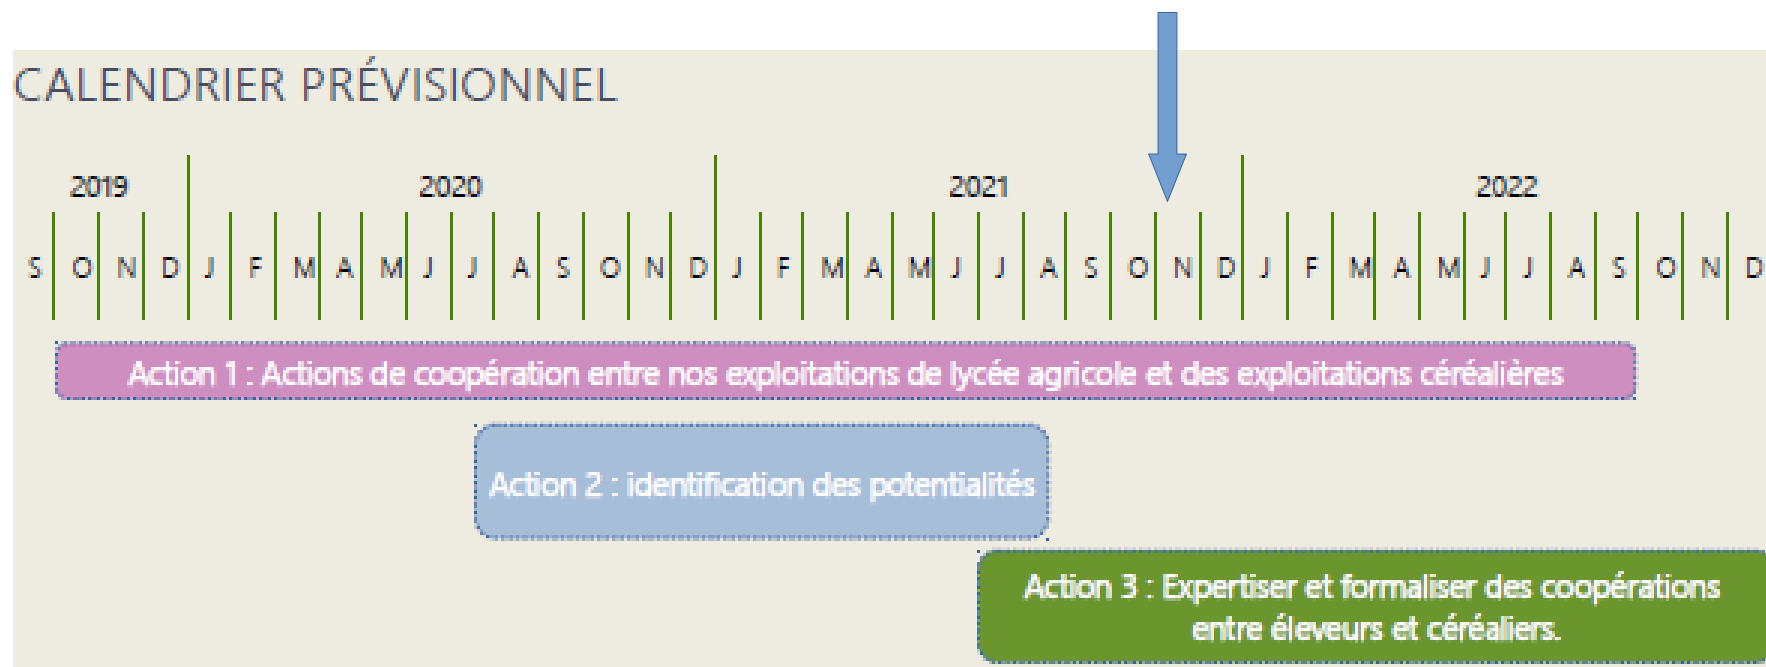 CALENDRIER PRÉVISIONNEL
2019 2020 2021 2022
S O N D J F M A M J J A S O N D J F M A M J J A S O N D J F M A M J J A S O N D
Action 1 : Actions de coopération entre nos exploitations de lycée agricole et des exploitations céréalières
Action 2 : identification des potentialités
Action 3 : Expertiser et formaliser des coopérations
entre éleveurs et céréaliers.